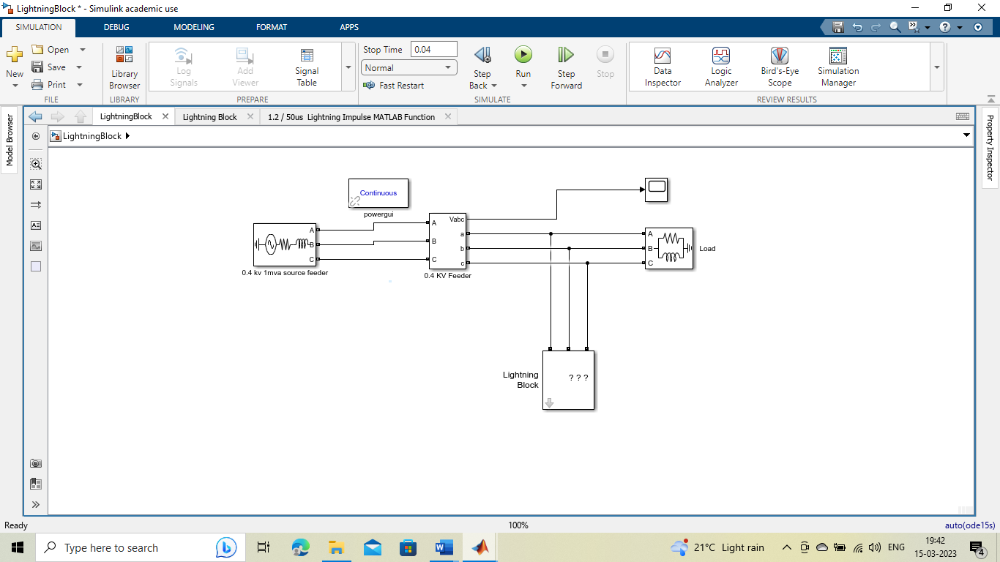 LightningBlock * - Simulink academic use
SIMULATION DEBUG MODELING FORMAT APPS
New
Open
Save
Print
FILE
Library
Browser
LIBRARY
Log
Signals
Add
Viewer
Signal
Table
PREPARE
Stop Time 0.04
Normal
Fast Restart
Step
Back
Run
Step
Forward
Stop
SIMULATE
Data
Inspector
Logic
Analyzer
Bird's-Eye
Scope
Simulation
Manager
REVIEW RESULTS
Model Browser
LightningBlock Lightning Block 1.2 / 50us Lightning Impulse MATLAB Function
LightningBlock
Property Inspector
Continuous
powergui
A
B
C
0.4 kv 1mva source feeder
A
B
C
Vabc
a
b
c
0.4 KV Feeder
A
B
C
Load
Lightning
Block
? ? ?
Ready 100% auto(ode15s)
Type here to search
21°C Light rain
ENG
19:42
15-03-2023
4